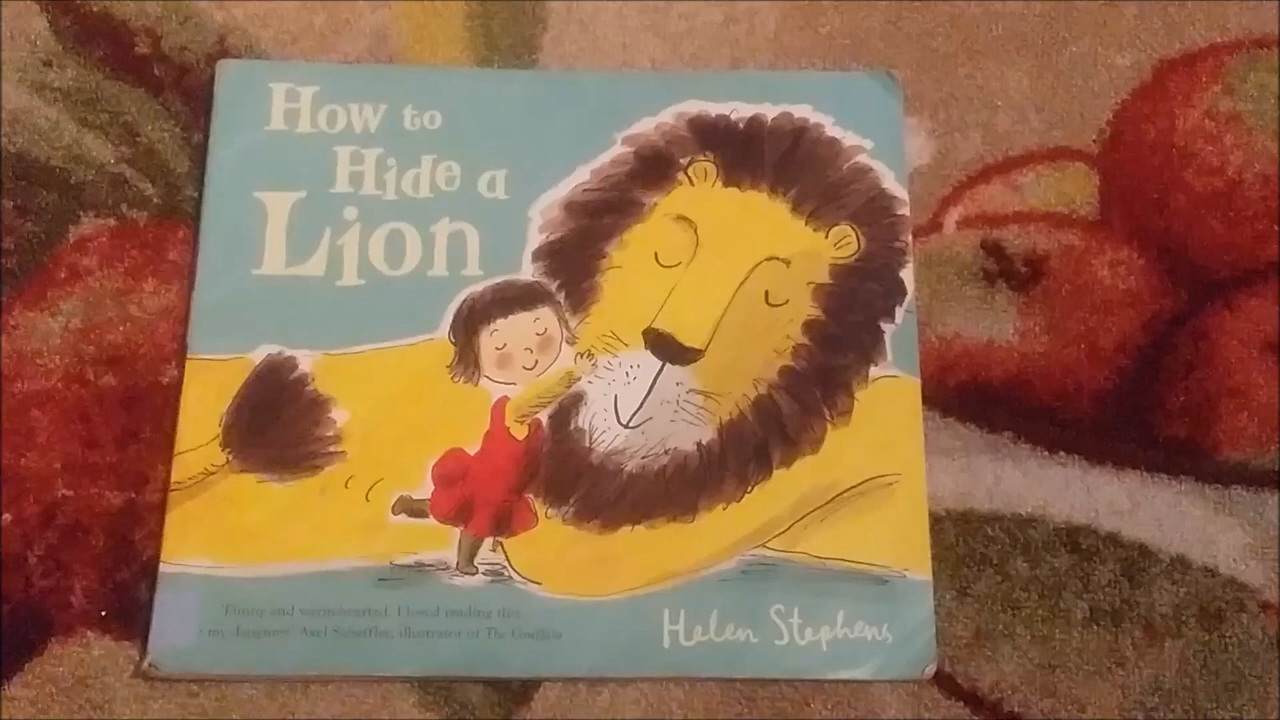 How to
Hide a
Lion
'Funny and warmhearted. I loved reading this
my daughter.' Axel Scheffler, illustrator of The Gruffalo
Helen Stephens